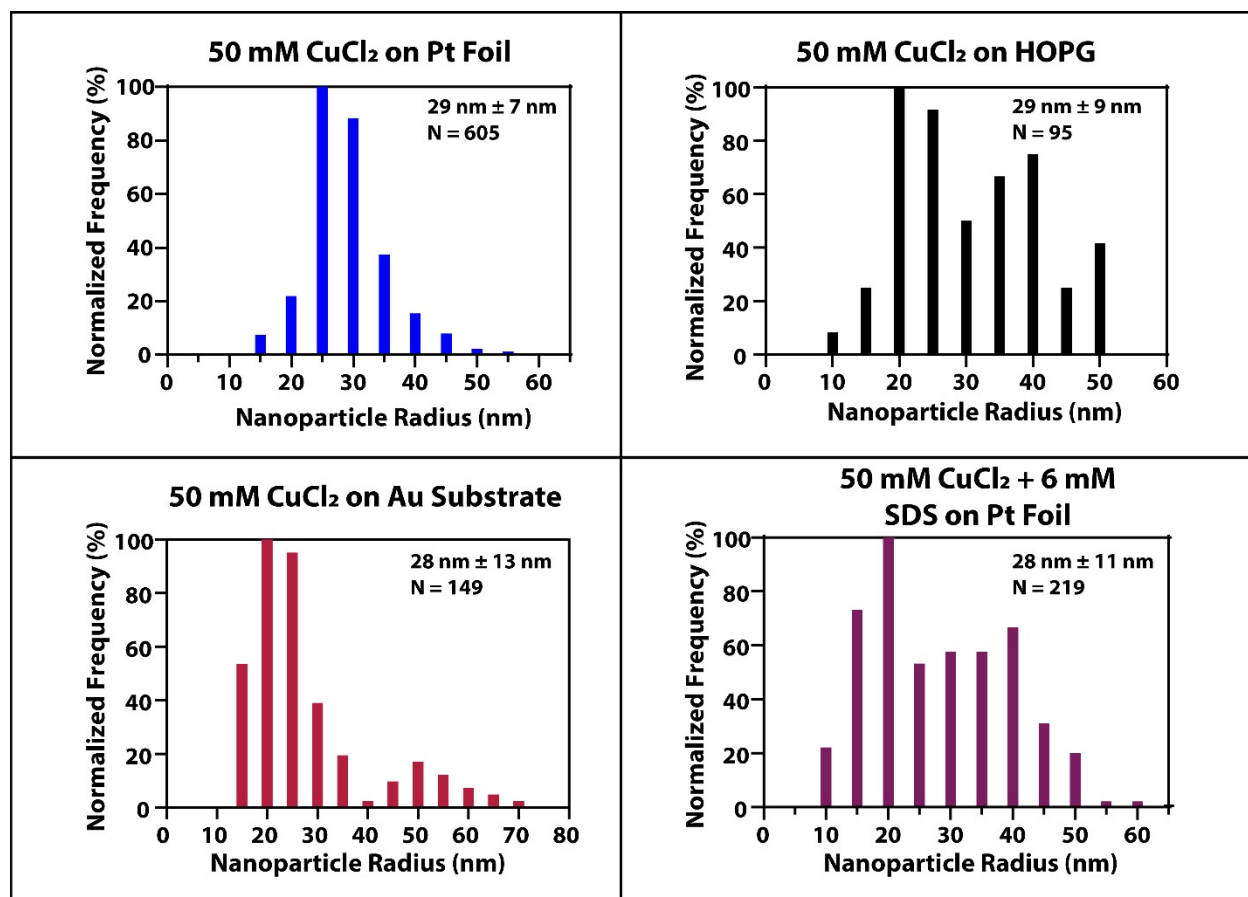 50 mM CuCl₂ on Pt Foil
Normalized Frequency (%)
100
80
60
40
20
0
29 nm ± 7 nm
N = 605
0 10 20 30 40 50 60
Nanoparticle Radius (nm)
50 mM CuCl₂ on HOPG
Normalized Frequency (%)
100
80
60
40
20
0
29 nm ± 9 nm
N = 95
0 10 20 30 40 50 60
Nanoparticle Radius (nm)
50 mM CuCl₂ on Au Substrate
Normalized Frequency (%)
100
80
60
40
20
0
28 nm ± 13 nm
N = 149
0 10 20 30 40 50 60 70 80
Nanoparticle Radius (nm)
50 mM CuCl₂ + 6 mM
SDS on Pt Foil
Normalized Frequency (%)
100
80
60
40
20
0
28 nm ± 11 nm
N = 219
0 10 20 30 40 50 60
Nanoparticle Radius (nm)